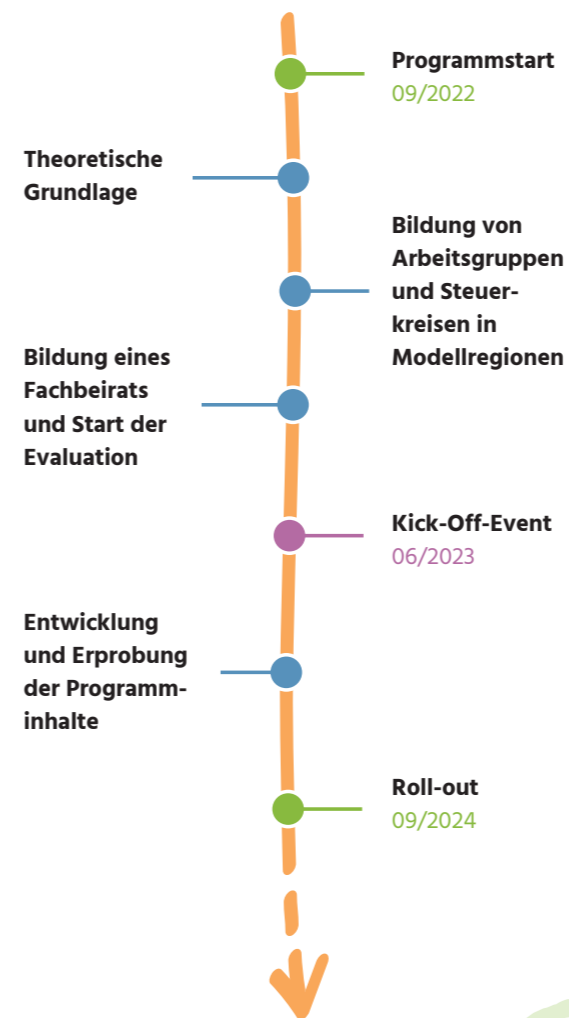 Programmstart
09/2022
Theoretische
Grundlage
Bildung von
Arbeitsgruppen
und Steuer-
kreisen in
Modellregionen
Bildung eines
Fachbeirats
und Start der
Evaluation
Kick-Off-Event
06/2023
Entwicklung
und Erprobung
der Programm-
inhalte
Roll-out
09/2024